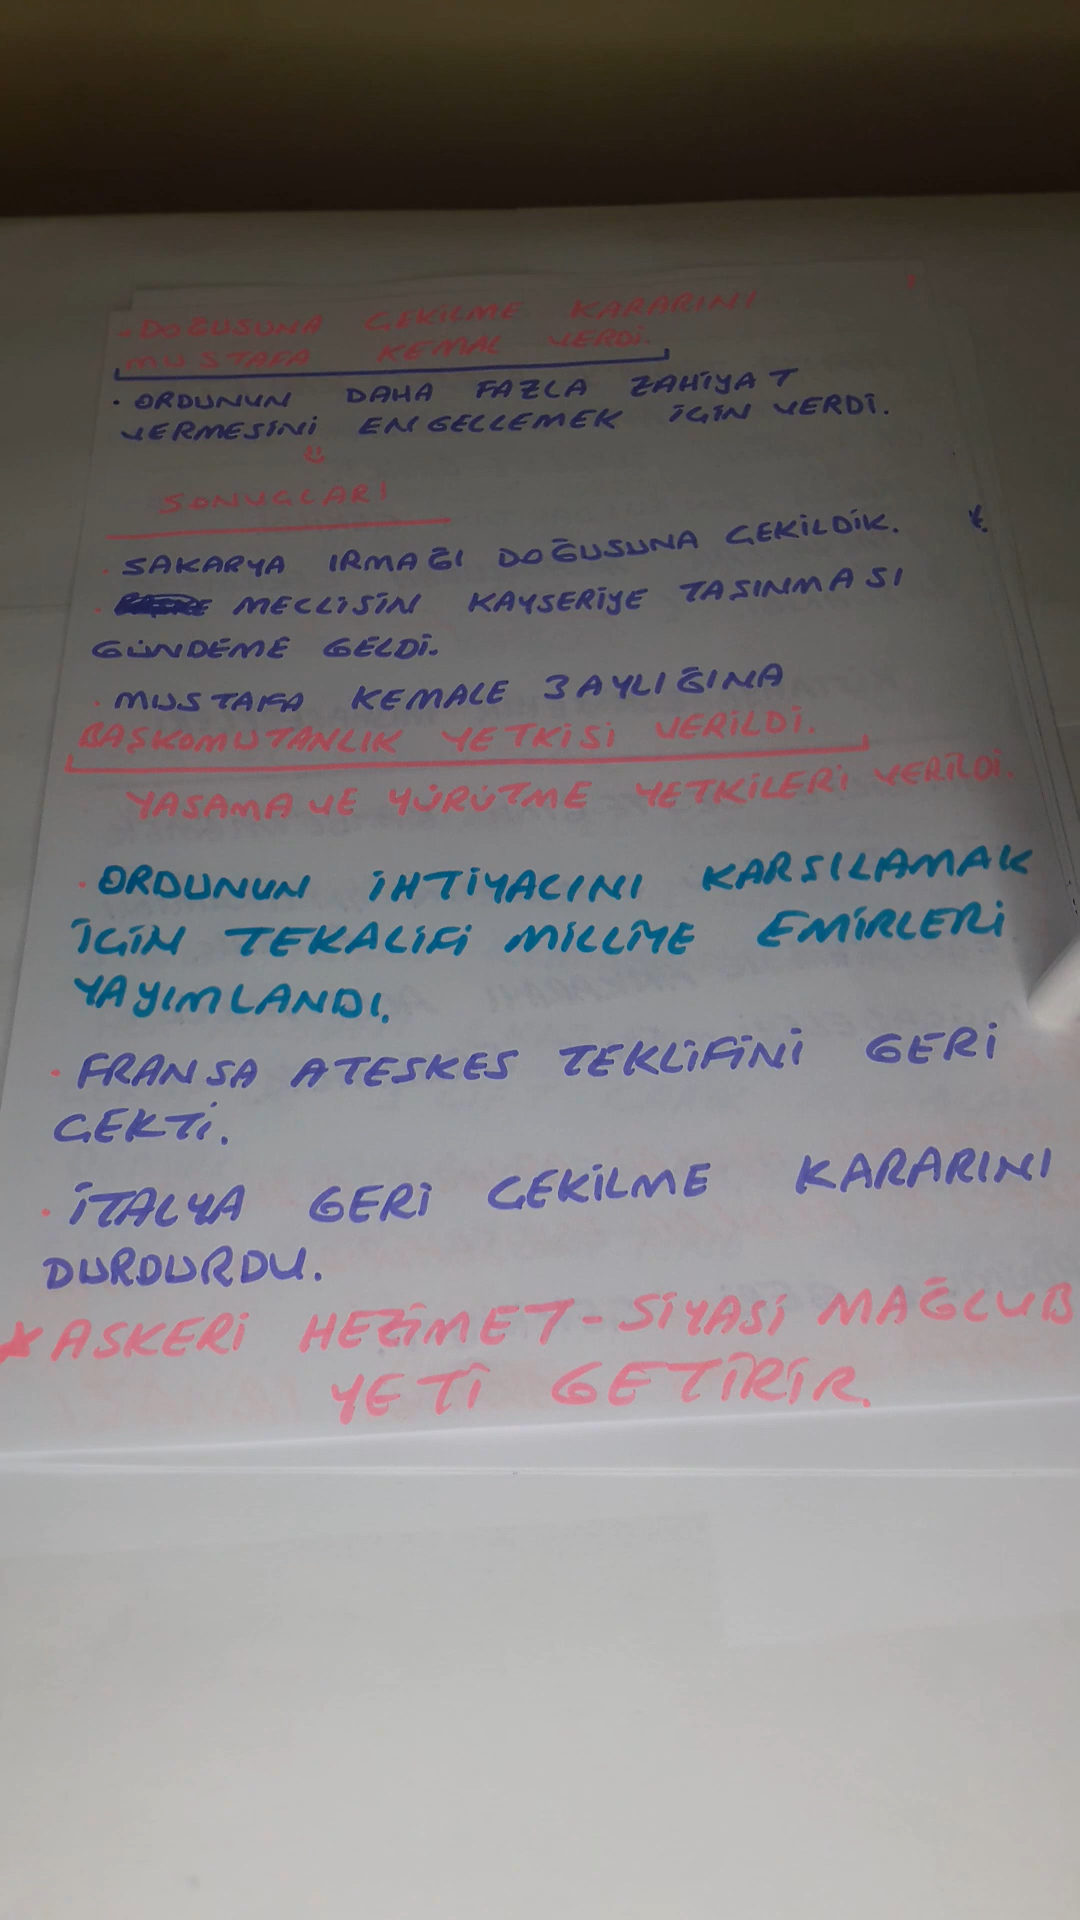 - DOĞUSUNA ÇEKİLME KARARINI
MUSTAFA KEMAL VERDİ.
• ORDUNUN DAHA FAZLA ZAHİYAT
VERMESİNİ ENGELLEMEK İÇİN VERDİ.
SONUÇLARI
• SAKARYA IRMAĞI DOĞUSUNA ÇEKİLDİK.
• MECLİSİN KAYSERİYE TASINMASI
GÜNDEME GELDİ.
• MUSTAFA KEMALE 3 AYLIĞINA
BAŞKOMUTANLIK YETKİSİ VERİLDİ.
YASAMA VE YÜRÜTME YETKİLERİ VERİLDİ.
• ORDUNUN İHTİYACINI KARSILAMAK
İÇİN TEKALİFİ MİLLİYE EMİRLERİ
YAYIMLANDI.
• FRANSA ATESKES TEKLİFİNİ GERİ
ÇEKTİ.
• İTALYA GERİ ÇEKİLME KARARINI
DURDURDU.
* ASKERİ HEZİMET - SİYASİ MAĞLUB
YETİ GETİRİR.